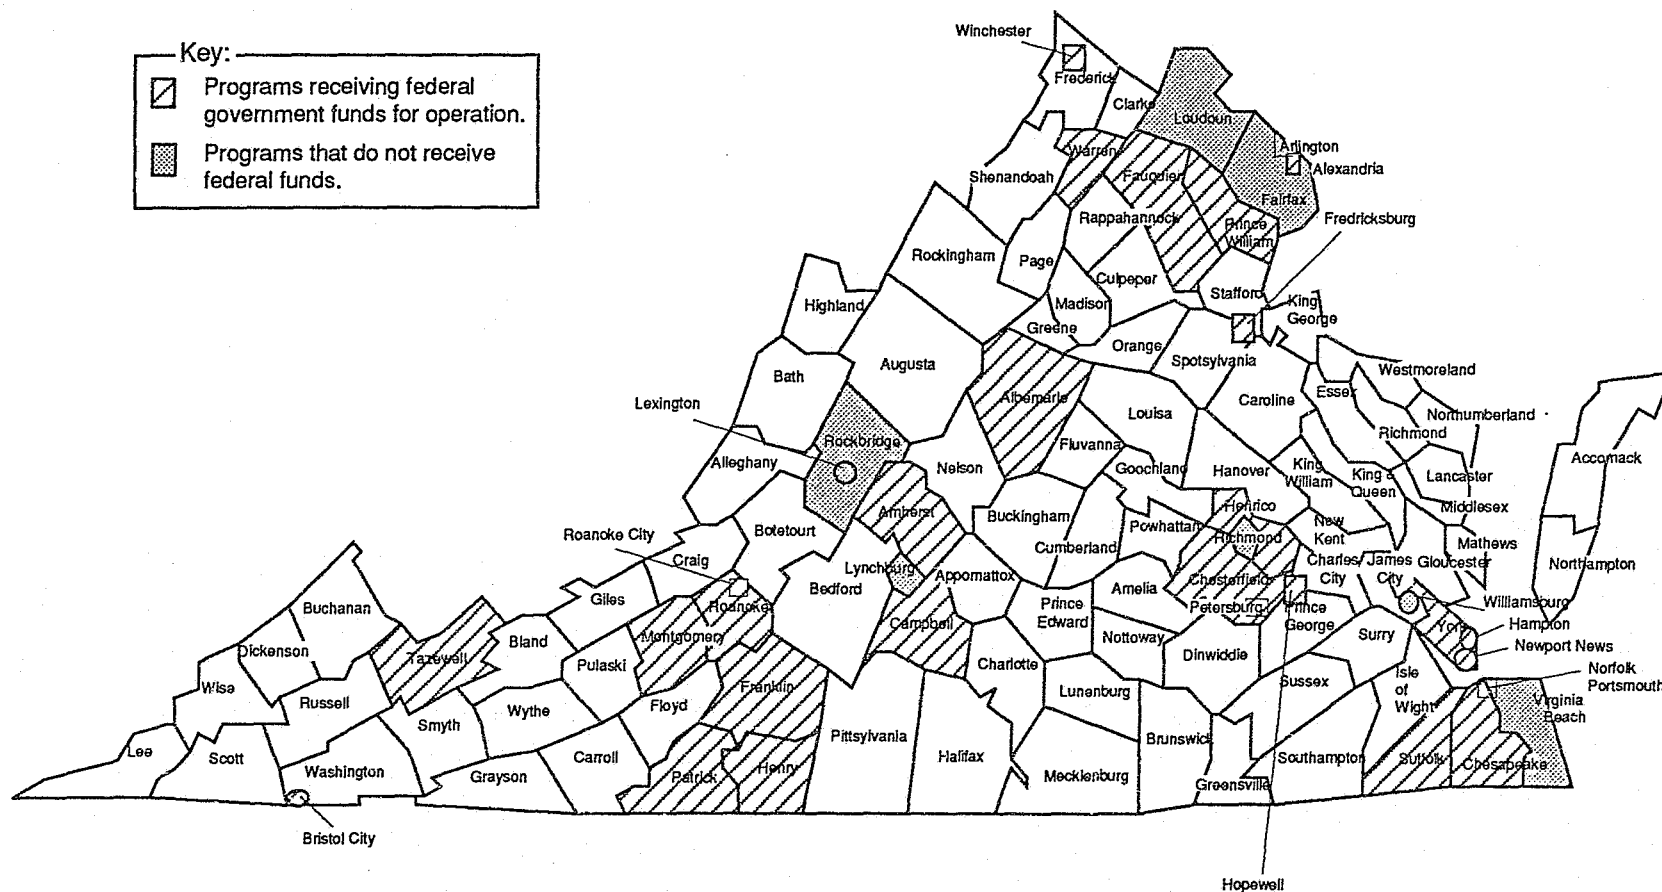 Key:
Programs receiving federal
government funds for operation.
Programs that do not receive
federal funds.
Winchester
Frederick
Clarke
Loudoun
Arlington
Alexandria
Fairfax
Fredricksburg
Warren
Fauquier
Shenandoah
Rappahannock
Prince
William
Rockingham
Page
Culpeper
Stafford
King
George
Highland
Madison
Greene
Orange
Spotsylvania
Augusta
Bath
Westmoreland
Essex
Albemarle
Louisa
Caroline
Northumberland
Richmond
Lexington
Rockbridge
Fluvanna
Alleghany
Nelson
Goochland
Hanover
King
William
King &
Queen
Lancaster
Accomack
Middlesex
Amherst
Buckingham
Henrico
Powhattan
Richmond
New
Kent
Roanoke City
Botetourt
Craig
Cumberland
Mathews
Charles
City
James
City
Gloucester
Northampton
Lynchburg
Appomattox
Bedford
Amelia
Chesterfield
Giles
Buchanan
Roanoke
Prince
Edward
Petersburg
Prince
George
Williamsburg
Hampton
Newport News
Norfolk
Portsmouth
York
Surry
Montgomery
Campbell
Nottoway
Bland
Dickenson
Tazewell
Pulaski
Charlotte
Dinwiddie
Wise
Franklin
Lunenburg
Sussex
Isle
of
Wight
Virginia
Beach
Russell
Wythe
Floyd
Smyth
Pittsylvania
Brunswick
Lee
Scott
Washington
Carroll
Grayson
Patrick
Henry
Halifax
Mecklenburg
Greensville
Southampton
Suffolk
Chesapeake
Bristol City
Hopewell